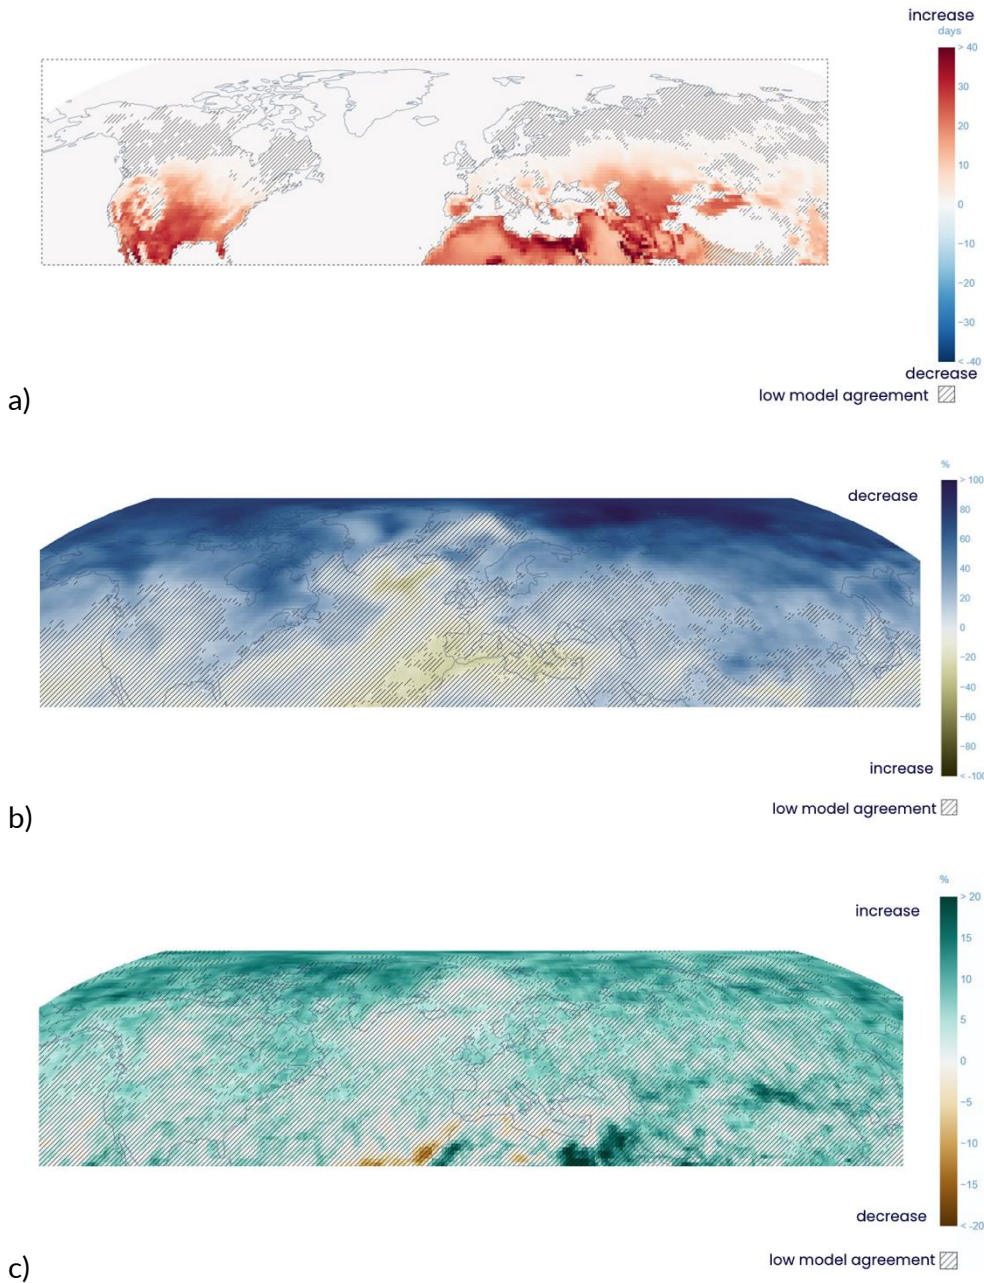 increase
days
> 40
30
20
10
0
−10
−20
−30
< -40
decrease
low model agreement
a)
%
> 100
decrease
80
60
40
20
0
−20
−40
−60
−80
increase
< -100
low model agreement
b)
%
> 20
increase
15
10
5
0
−5
−10
−15
decrease
< -20
low model agreement
c)